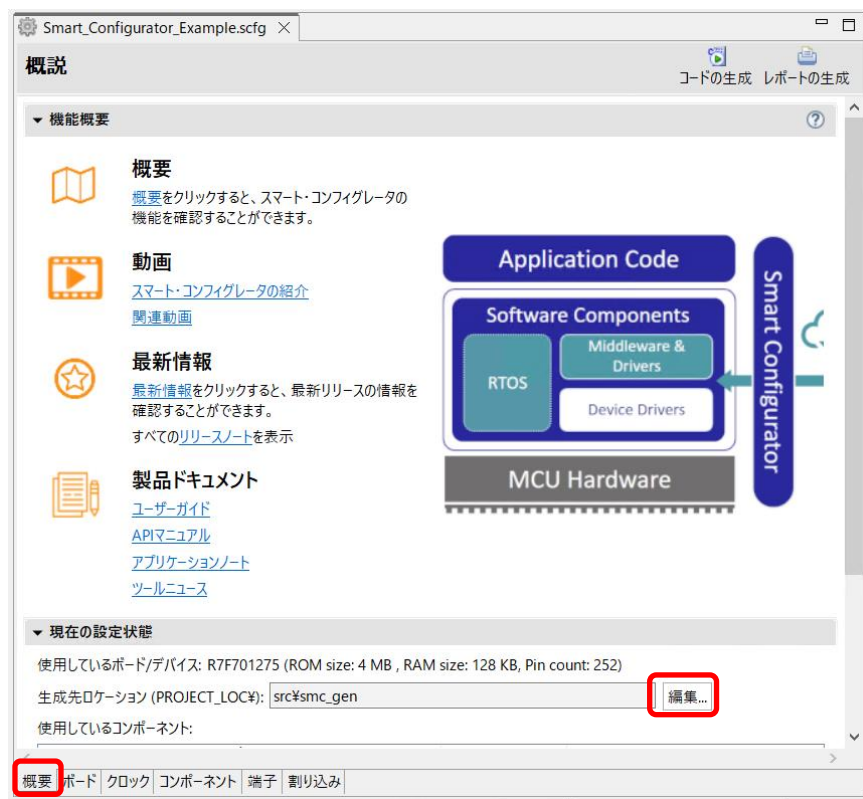 Smart_Configurator_Example.scfg
概説
コードの生成 レポートの生成
機能概要
概要
概要をクリックすると、スマート・コンフィグレータの
機能を確認することができます。
動画
スマート・コンフィグレータの紹介
関連動画
最新情報
最新情報をクリックすると、最新リリースの情報を
確認することができます。
すべてのリリースノートを表示
製品ドキュメント
ユーザーガイド
APIマニュアル
アプリケーションノート
ツールニュース
Application Code
Software Components
RTOS
Middleware &
Drivers
Device Drivers
MCU Hardware
Smart Configurator
現在の設定状態
使用しているボード/デバイス: R7F701275 (ROM size: 4 MB , RAM size: 128 KB, Pin count: 252)
生成先ロケーション (PROJECT_LOC¥): src¥smc_gen 編集...
使用しているコンポーネント:
概要 ボード クロック コンポーネント 端子 割り込み